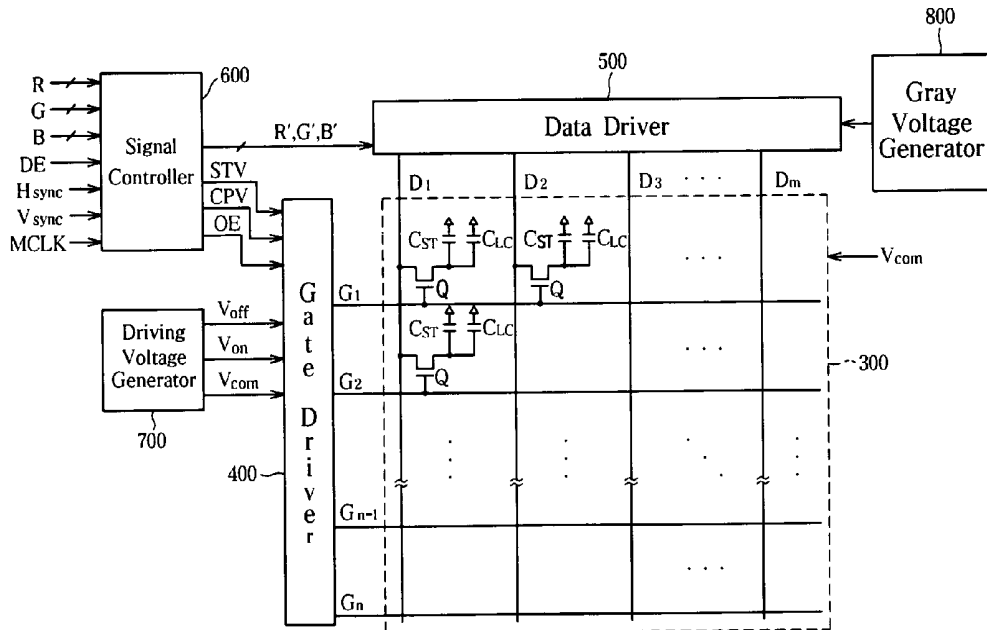 800
600
500
R
G
B
DE
Hsync
Vsync
MCLK
Signal
Controller
R',G',B'
STV
CPV
OE
Data Driver
Gray
Voltage
Generator
D1
D2
D3
. . .
Dm
CST
CLC
CST
CLC
. . .
Vcom
Q
Q
G1
Driving
Voltage
Generator
Voff
Von
Vcom
700
Gate
Driver
400
CST
CLC
. . .
300
Q
G2
Gn-1
. . .
Gn